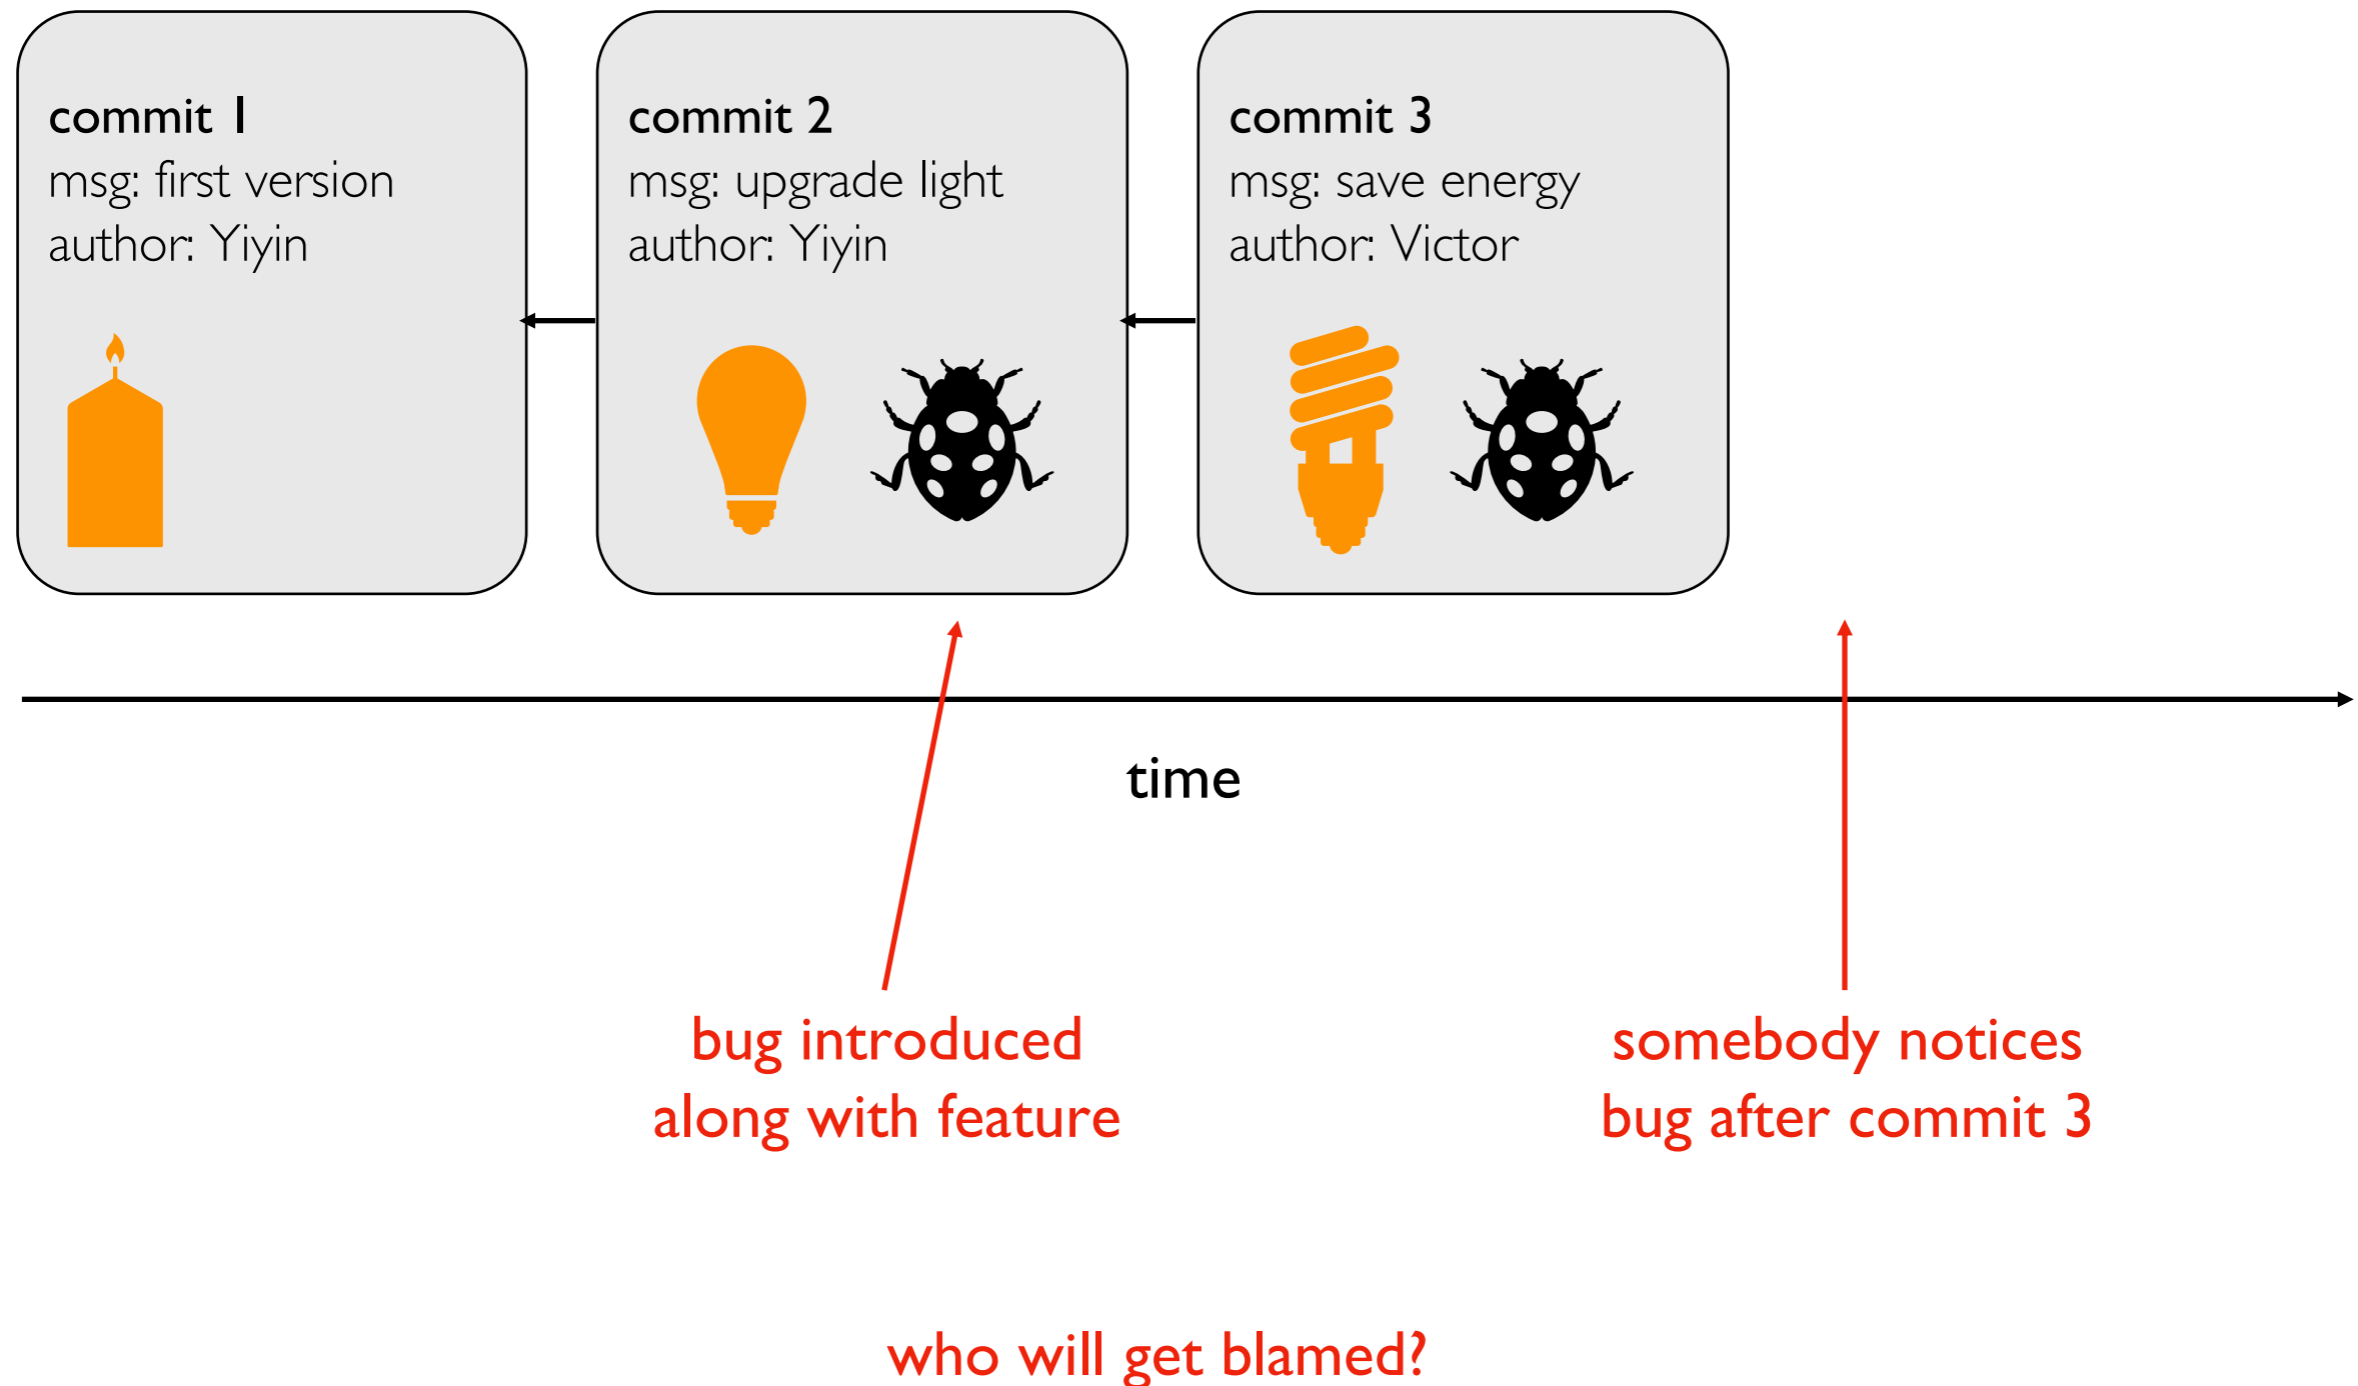 commit 1
msg: first version
author: Yiyin
commit 2
msg: upgrade light
author: Yiyin
commit 3
msg: save energy
author: Victor
time
bug introduced
along with feature
somebody notices
bug after commit 3
who will get blamed?